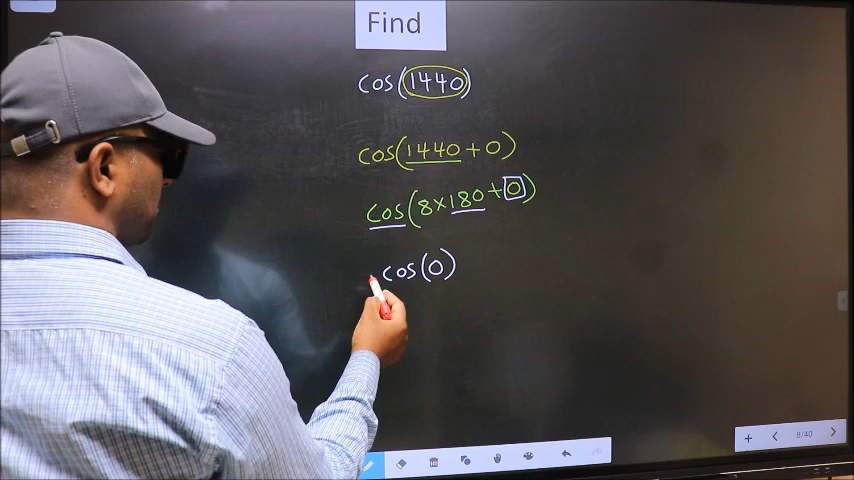 Find
cos(1440)
cos(1440+0)
cos(8×180+0)
cos(0)
8/40